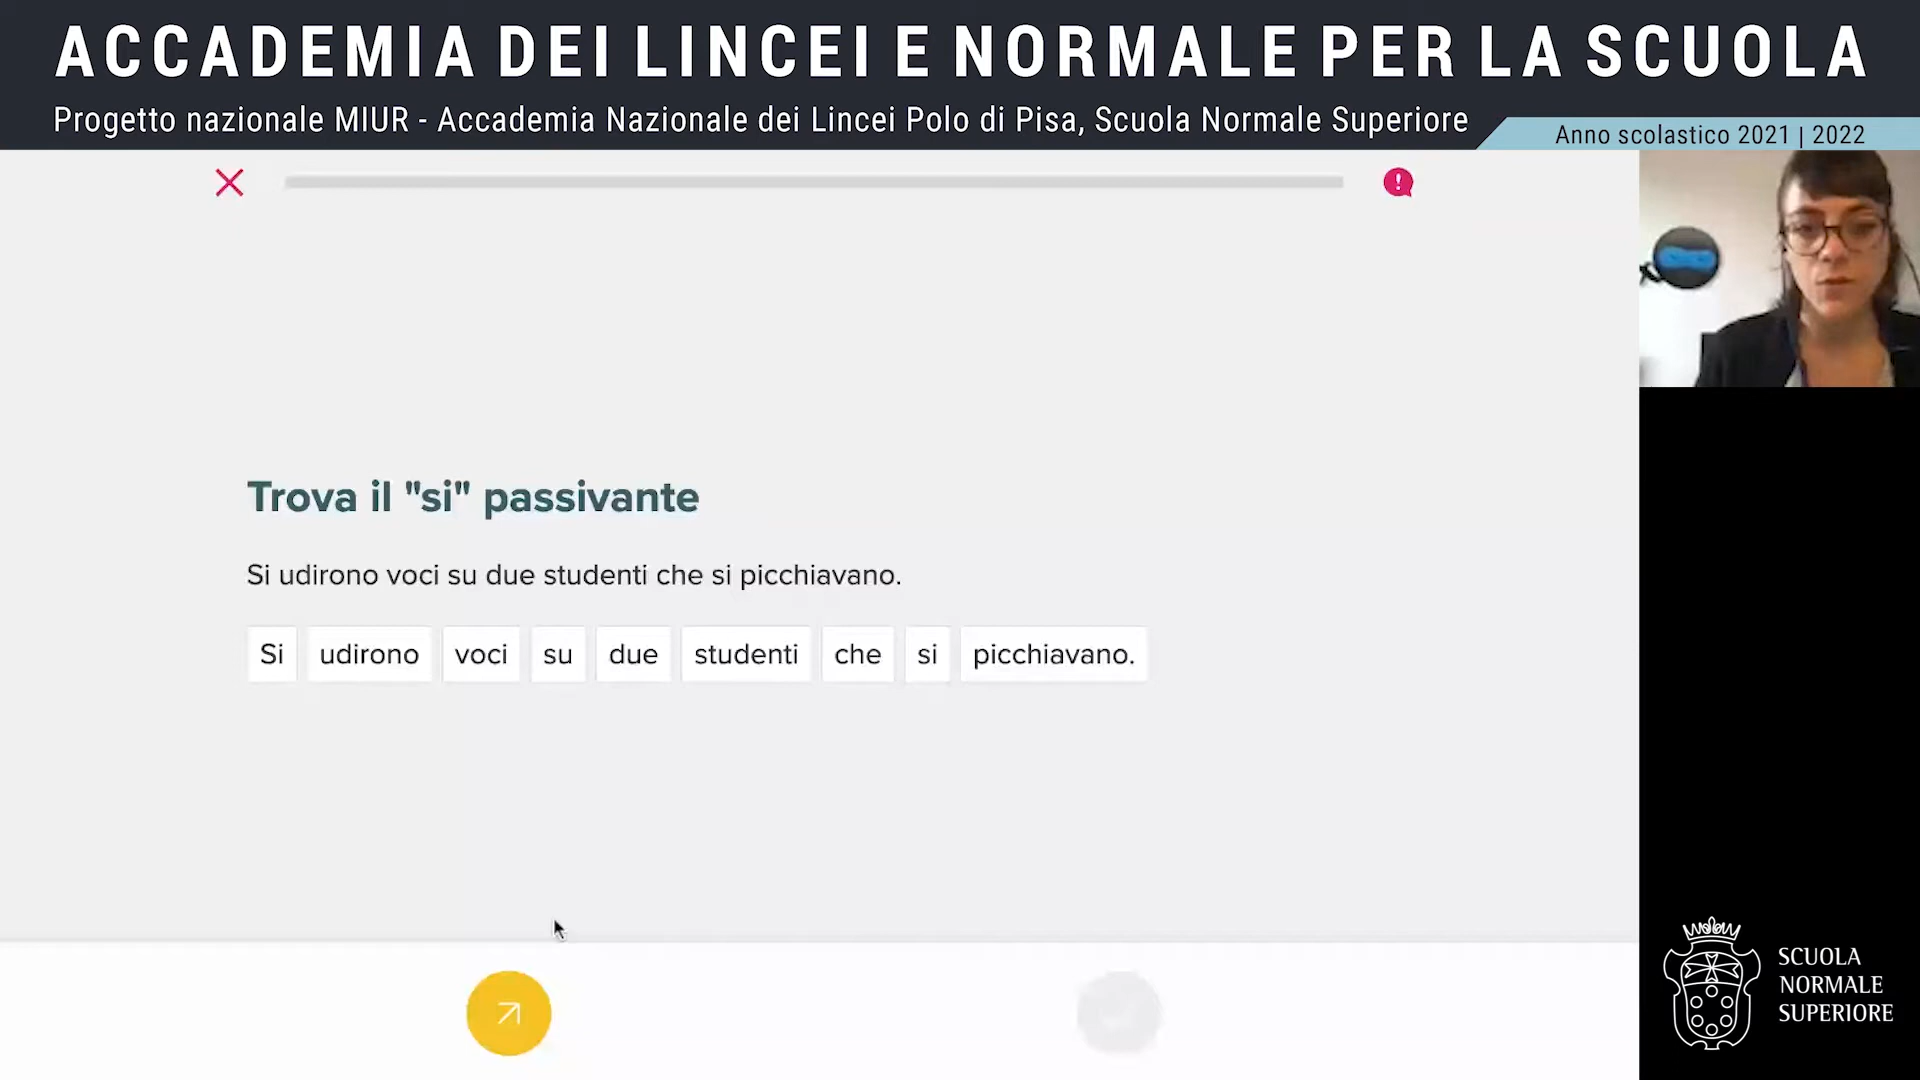 ACCADEMIA DEI LINCEI E NORMALE PER LA SCUOLA
Progetto nazionale MIUR - Accademia Nazionale dei Lincei Polo di Pisa, Scuola Normale Superiore
Anno scolastico 2021 | 2022
Trova il "si" passivante
Si udirono voci su due studenti che si picchiavano.
Si udirono voci su due studenti che si picchiavano.
SCUOLA
NORMALE
SUPERIORE